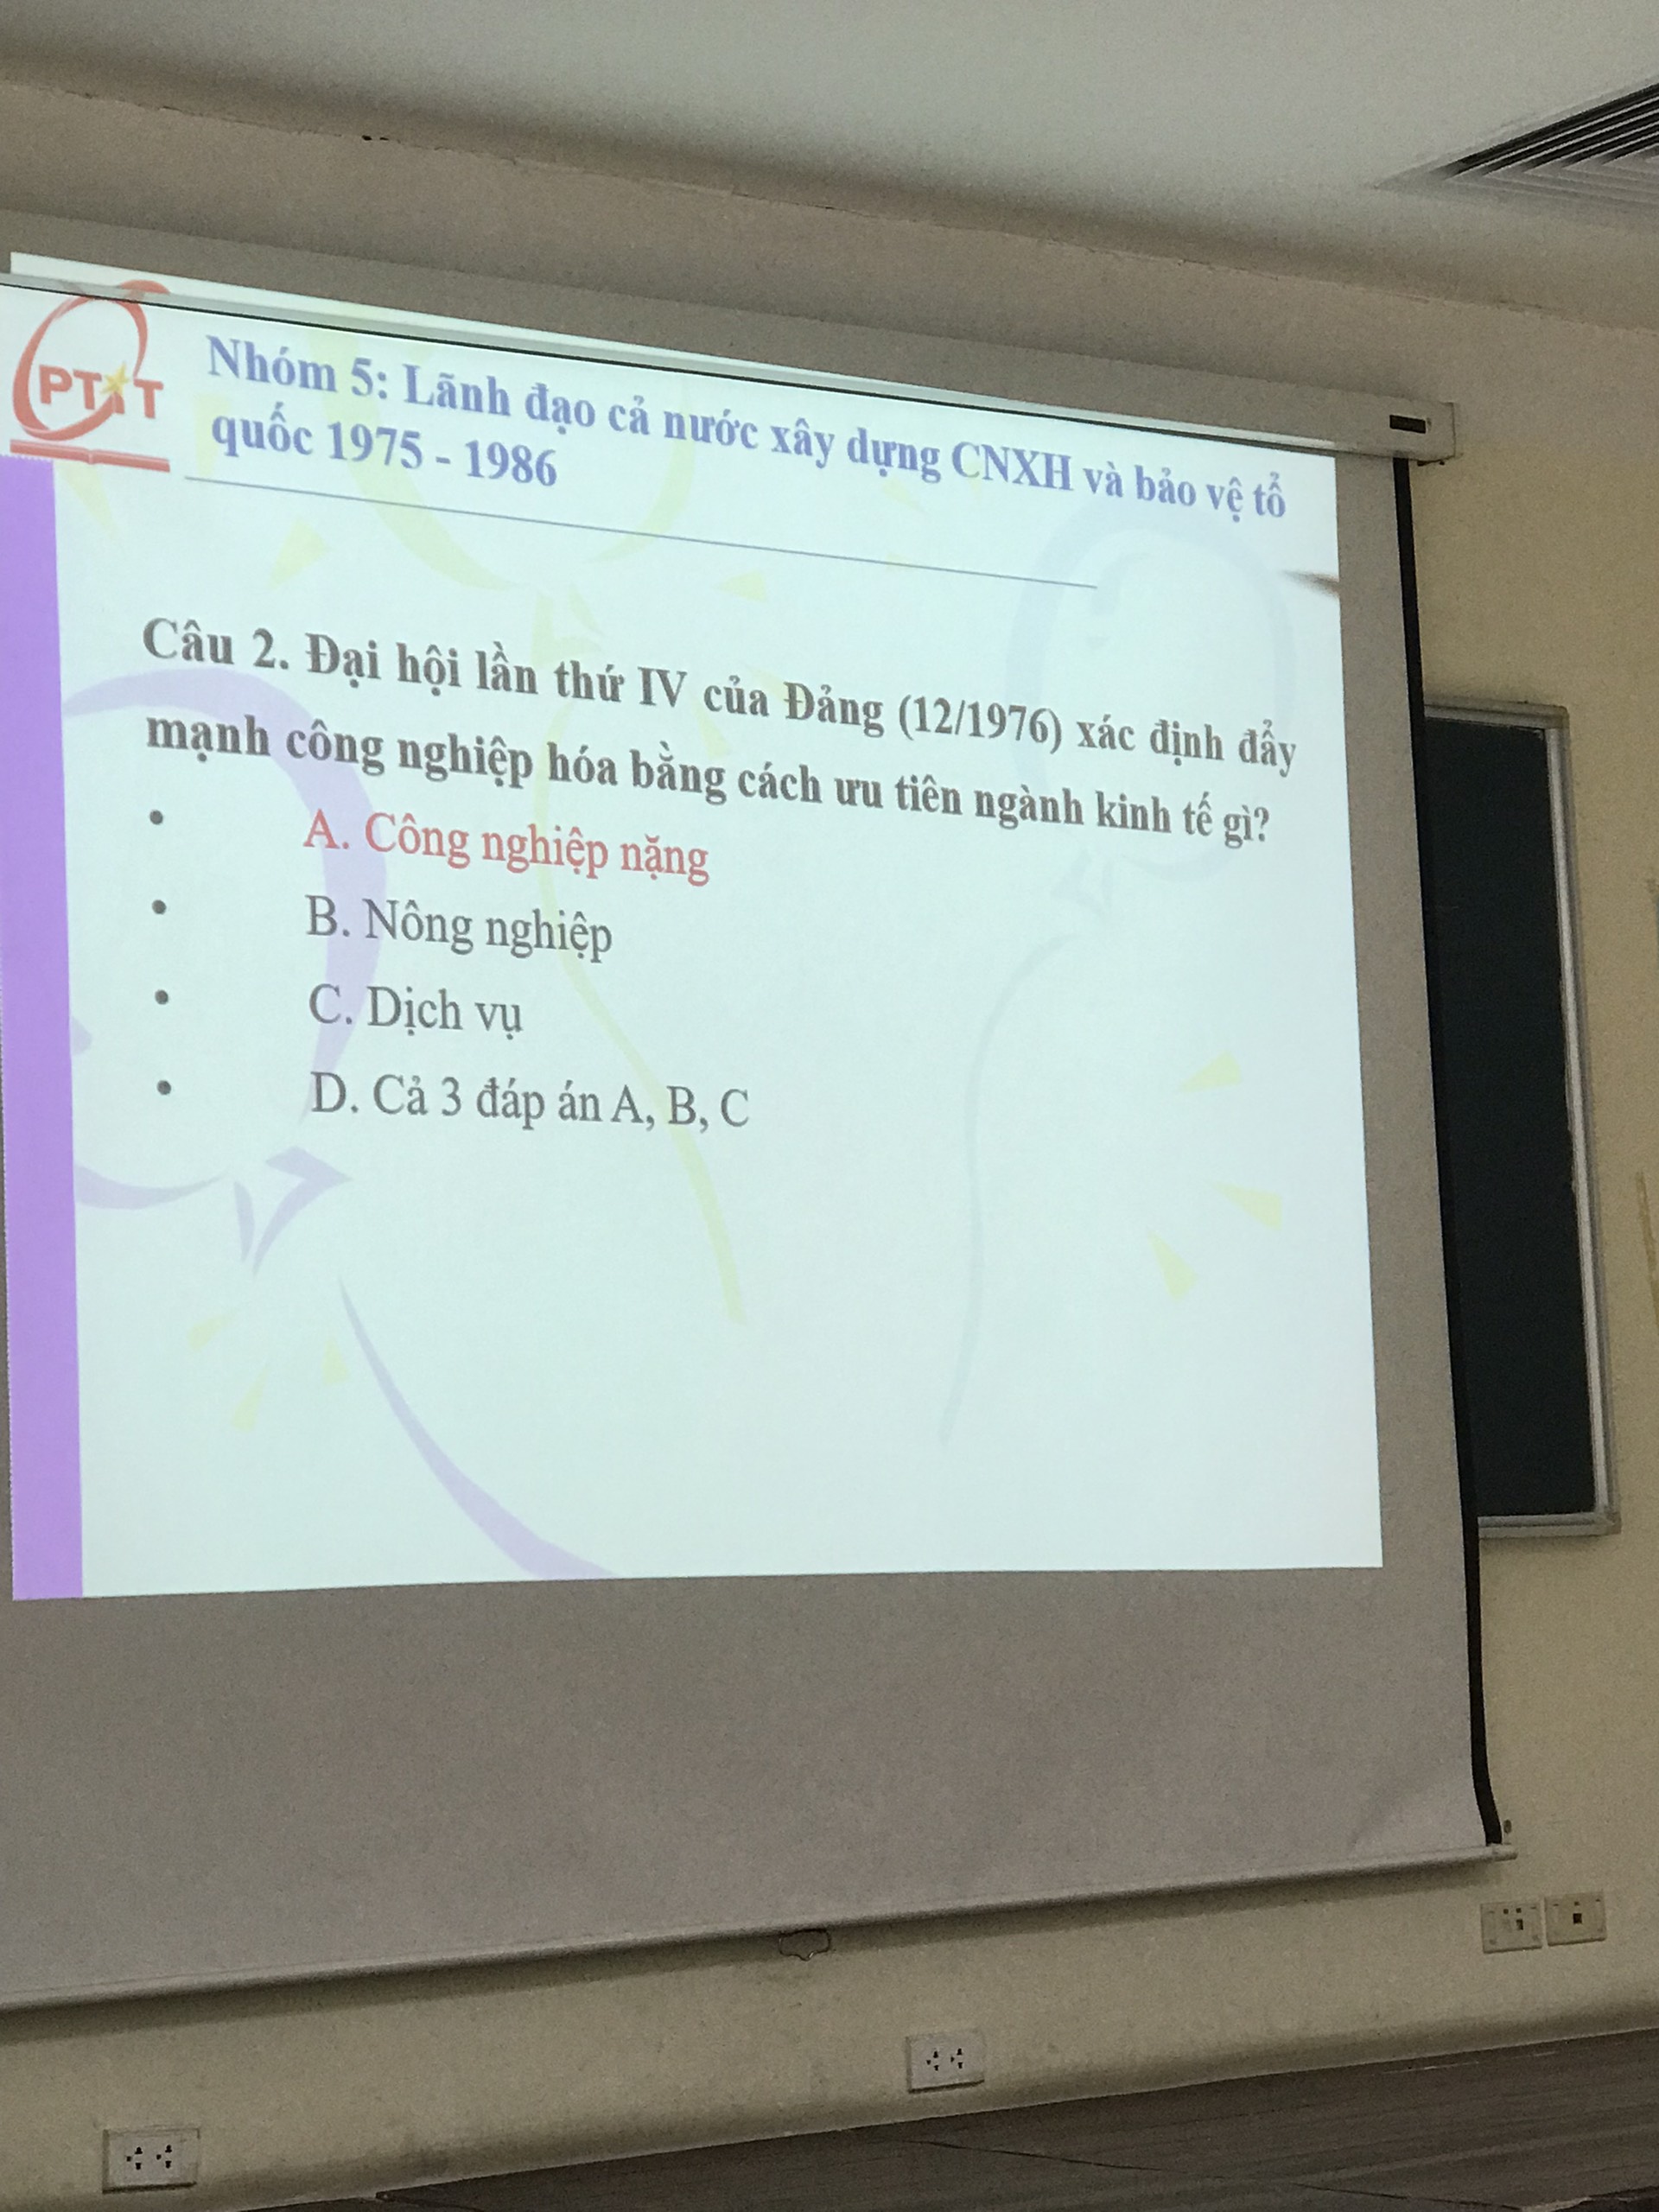 PTiT
Nhóm 5: Lãnh đạo cả nước xây dựng CNXH và bảo vệ tổ
quốc 1975 - 1986
Câu 2. Đại hội lần thứ IV của Đảng (12/1976) xác định đẩy
mạnh công nghiệp hóa bằng cách ưu tiên ngành kinh tế gì?
• A. Công nghiệp nặng
• B. Nông nghiệp
• C. Dịch vụ
• D. Cả 3 đáp án A, B, C